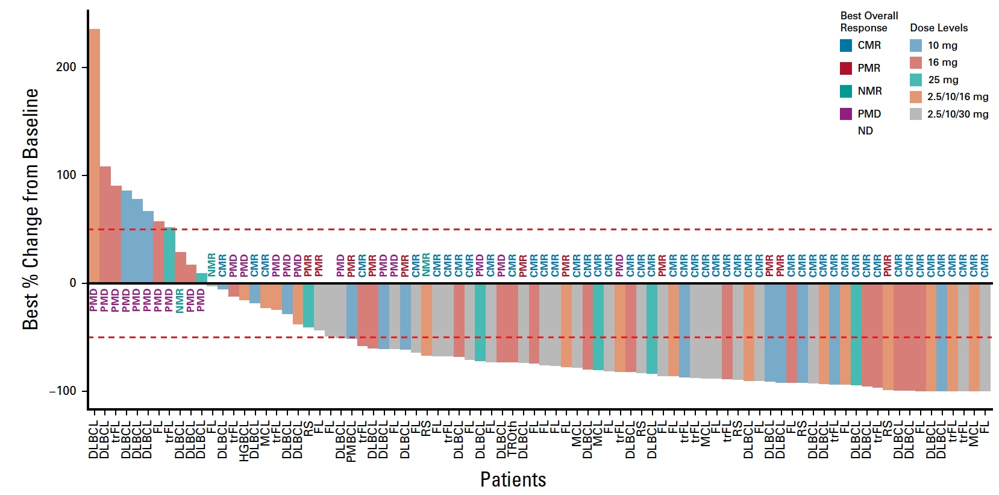 Best Overall
Response
CMR
PMR
NMR
PMD
ND
Dose Levels
10 mg
16 mg
25 mg
2.5/10/16 mg
2.5/10/30 mg
Best % Change from Baseline
200
100
0
−100
NMR CMR PMD PMD CMR CMR PMD PMD PMD PMR PMR PMD PMR CMR PMR PMD PMD PMR CMR NMR CMR CMR CMR CMR PMD CMR PMD CMR PMR CMR CMR CMR PMR CMR CMR CMR CMR PMD CMR CMR CMR PMR CMR CMR CMR CMR CMR CMR CMR CMR CMR PMR PMR CMR CMR CMR CMR CMR CMR CMR CMR CMR PMR CMR CMR CMR CMR CMR CMR CMR CMR CMR
PMD PMD PMD PMD PMD PMD PMD PMD NMR PMD PMD
DLBCL DLBCL trFL DLBCL DLBCL DLBCL FL trFL DLBCL DLBCL DLBCL FL DLBCL trFL HGBCL DLBCL MCL trFL DLBCL DLBCL RS FL FL DLBCL PMBCL trFL DLBCL DLBCL FL DLBCL FL RS FL trFL DLBCL FL DLBCL FL DLBCL TROth DLBCL FL FL FL FL MCL DLBCL MCL FL trFL DLBCL RS DLBCL FL FL trFL trFL MCL FL trFL RS DLBCL FL DLBCL DLBCL FL RS DLBCL DLBCL trFL FL DLBCL DLBCL trFL RS DLBCL DLBCL FL DLBCL DLBCL trFL trFL MCL FL
Patients